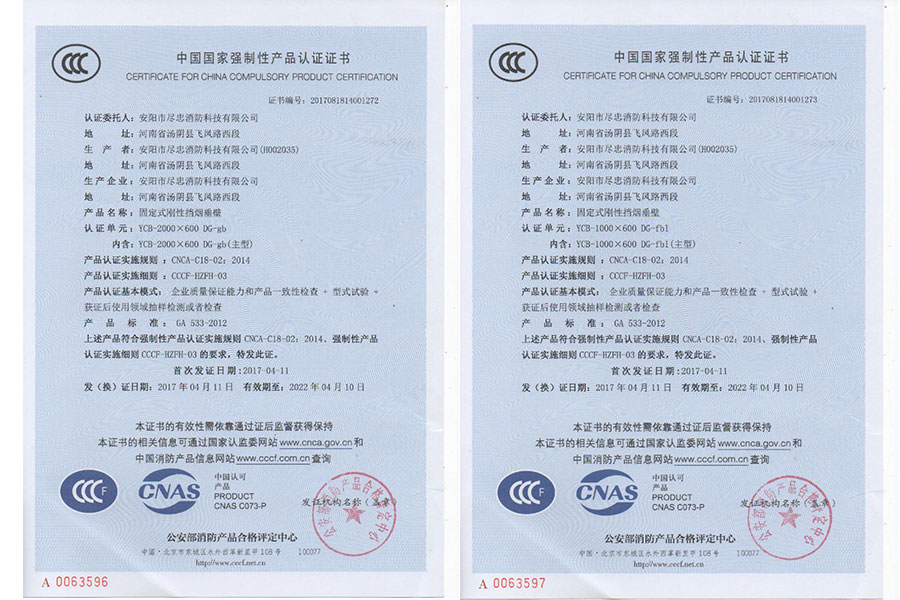 中国国家强制性产品认证证书
CERTIFICATE FOR CHINA COMPULSORY PRODUCT CERTIFICATION
证书编号：2017081814001272
认证委托人：安阳市尽忠消防科技有限公司
地 址：河南省汤阴县飞凤路西段
生 产 者：安阳市尽忠消防科技有限公司(H002035)
地 址：河南省汤阴县飞凤路西段
生产企业：安阳市尽忠消防科技有限公司
地 址：河南省汤阴县飞凤路西段
产品名称：固定式刚性挡烟垂壁
认证单元：YCB-2000×600 DG-gb
内含：YCB-2000×600 DG-gb(主型)
产品认证实施规则 ：CNCA-C18-02：2014
产品认证实施细则 ：CCCF-HZFH-03
产品认证基本模式： 企业质量保证能力和产品一致性检查 + 型式试验 +
获证后使用领域抽样检测或者检查
产 品 标 准：GA 533-2012
上述产品符合强制性产品认证实施规则 CNCA-C18-02：2014、强制性产品
认证实施细则 CCCF-HZFH-03 的要求，特发此证。
首次发证日期：2017-04-11
发（换）证日期：2017 年 04 月 11 日 有效期至：2022 年 04 月 10 日
本证书的有效性需依靠通过证后监督获得保持
本证书的相关信息可通过国家认监委网站 www.cnca.gov.cn 和
中国消防产品信息网站 www.cccf.com.cn 查询
CCC F
CNAS
中国认可
产品
PRODUCT
CNAS C073-P
发证机构名称（盖章）
公安部消防产品合格评定中心
公安部消防产品合格评定中心
中国·北京市东城区永外西革新里甲 108 号 100077
http://www.cccf.net.cn
A 0063596
中国国家强制性产品认证证书
CERTIFICATE FOR CHINA COMPULSORY PRODUCT CERTIFICATION
证书编号：2017081814001273
认证委托人：安阳市尽忠消防科技有限公司
地 址：河南省汤阴县飞凤路西段
生 产 者：安阳市尽忠消防科技有限公司(H002035)
地 址：河南省汤阴县飞凤路西段
生产企业：安阳市尽忠消防科技有限公司
地 址：河南省汤阴县飞凤路西段
产品名称：固定式刚性挡烟垂壁
认证单元：YCB-1000×600 DG-fbl
内含：YCB-1000×600 DG-fbl(主型)
产品认证实施规则 ：CNCA-C18-02：2014
产品认证实施细则 ：CCCF-HZFH-03
产品认证基本模式： 企业质量保证能力和产品一致性检查 + 型式试验 +
获证后使用领域抽样检测或者检查
产 品 标 准：GA 533-2012
上述产品符合强制性产品认证实施规则 CNCA-C18-02：2014、强制性产品
认证实施细则 CCCF-HZFH-03 的要求，特发此证。
首次发证日期：2017-04-11
发（换）证日期：2017 年 04 月 11 日 有效期至：2022 年 04 月 10 日
本证书的有效性需依靠通过证后监督获得保持
本证书的相关信息可通过国家认监委网站 www.cnca.gov.cn 和
中国消防产品信息网站 www.cccf.com.cn 查询
CCC F
CNAS
中国认可
产品
PRODUCT
CNAS C073-P
发证机构名称（盖章）
公安部消防产品合格评定中心
公安部消防产品合格评定中心
中国·北京市东城区永外西革新里甲 108 号 100077
http://www.cccf.net.cn
A 0063597